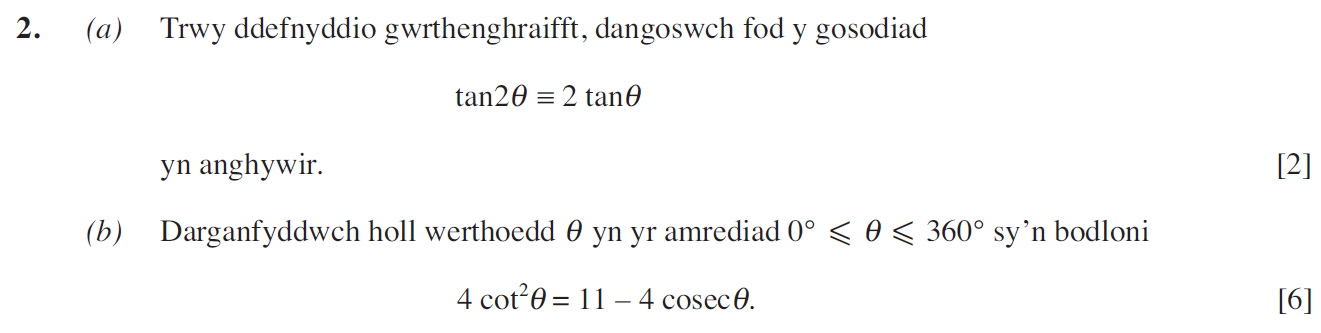 2. (a) Trwy ddefnyddio gwrthenghraifft, dangoswch fod y gosodiad
tan2θ ≡ 2 tanθ
yn anghywir. [2]
(b) Darganfyddwch holl werthoedd θ yn yr amrediad 0° ⩽ θ ⩽ 360° sy’n bodloni
4 cot²θ = 11 – 4 cosecθ. [6]